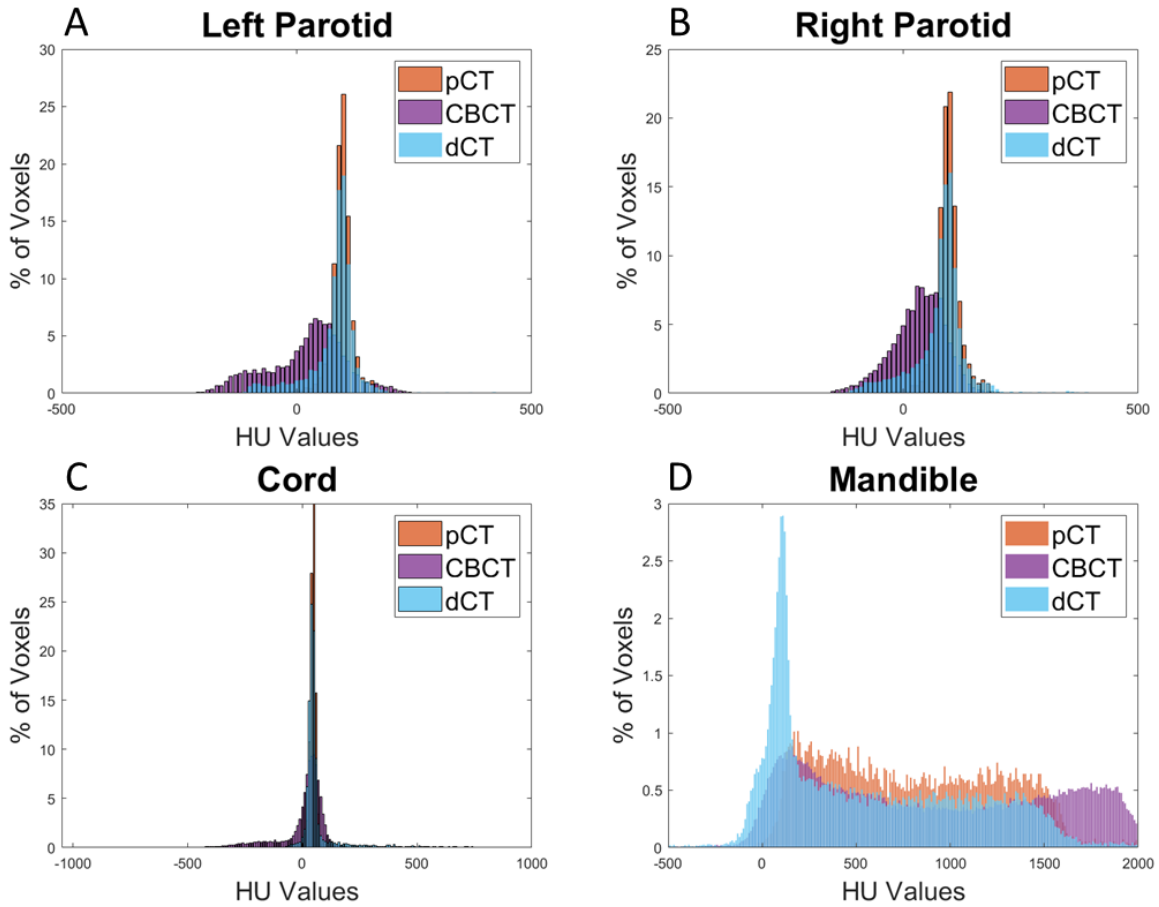 A Left Parotid
30
25
20
15
10
5
0
% of Voxels
-500 0 500
HU Values
pCT
CBCT
dCT
B Right Parotid
25
20
15
10
5
0
% of Voxels
-500 0 500
HU Values
pCT
CBCT
dCT
C Cord
35
30
25
20
15
10
5
0
% of Voxels
-1000 -500 0 500 1000
HU Values
pCT
CBCT
dCT
D Mandible
3
2.5
2
1.5
1
0.5
0
% of Voxels
-500 0 500 1000 1500 2000
HU Values
pCT
CBCT
dCT